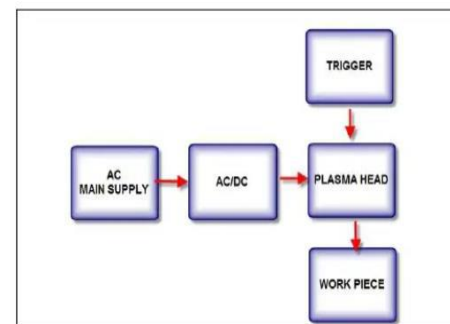 TRIGGER
AC
MAIN SUPPLY
AC/DC
PLASMA HEAD
WORK PIECE